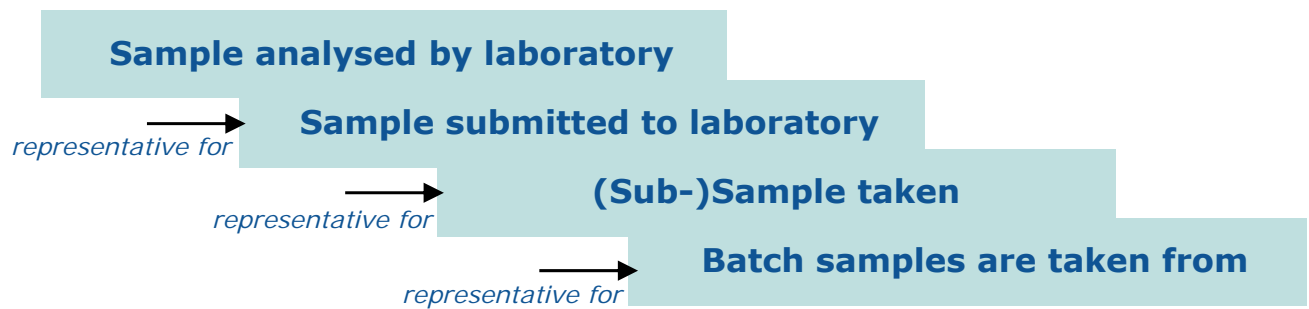 Sample analysed by laboratory
representative for
Sample submitted to laboratory
representative for
(Sub-)Sample taken
representative for
Batch samples are taken from